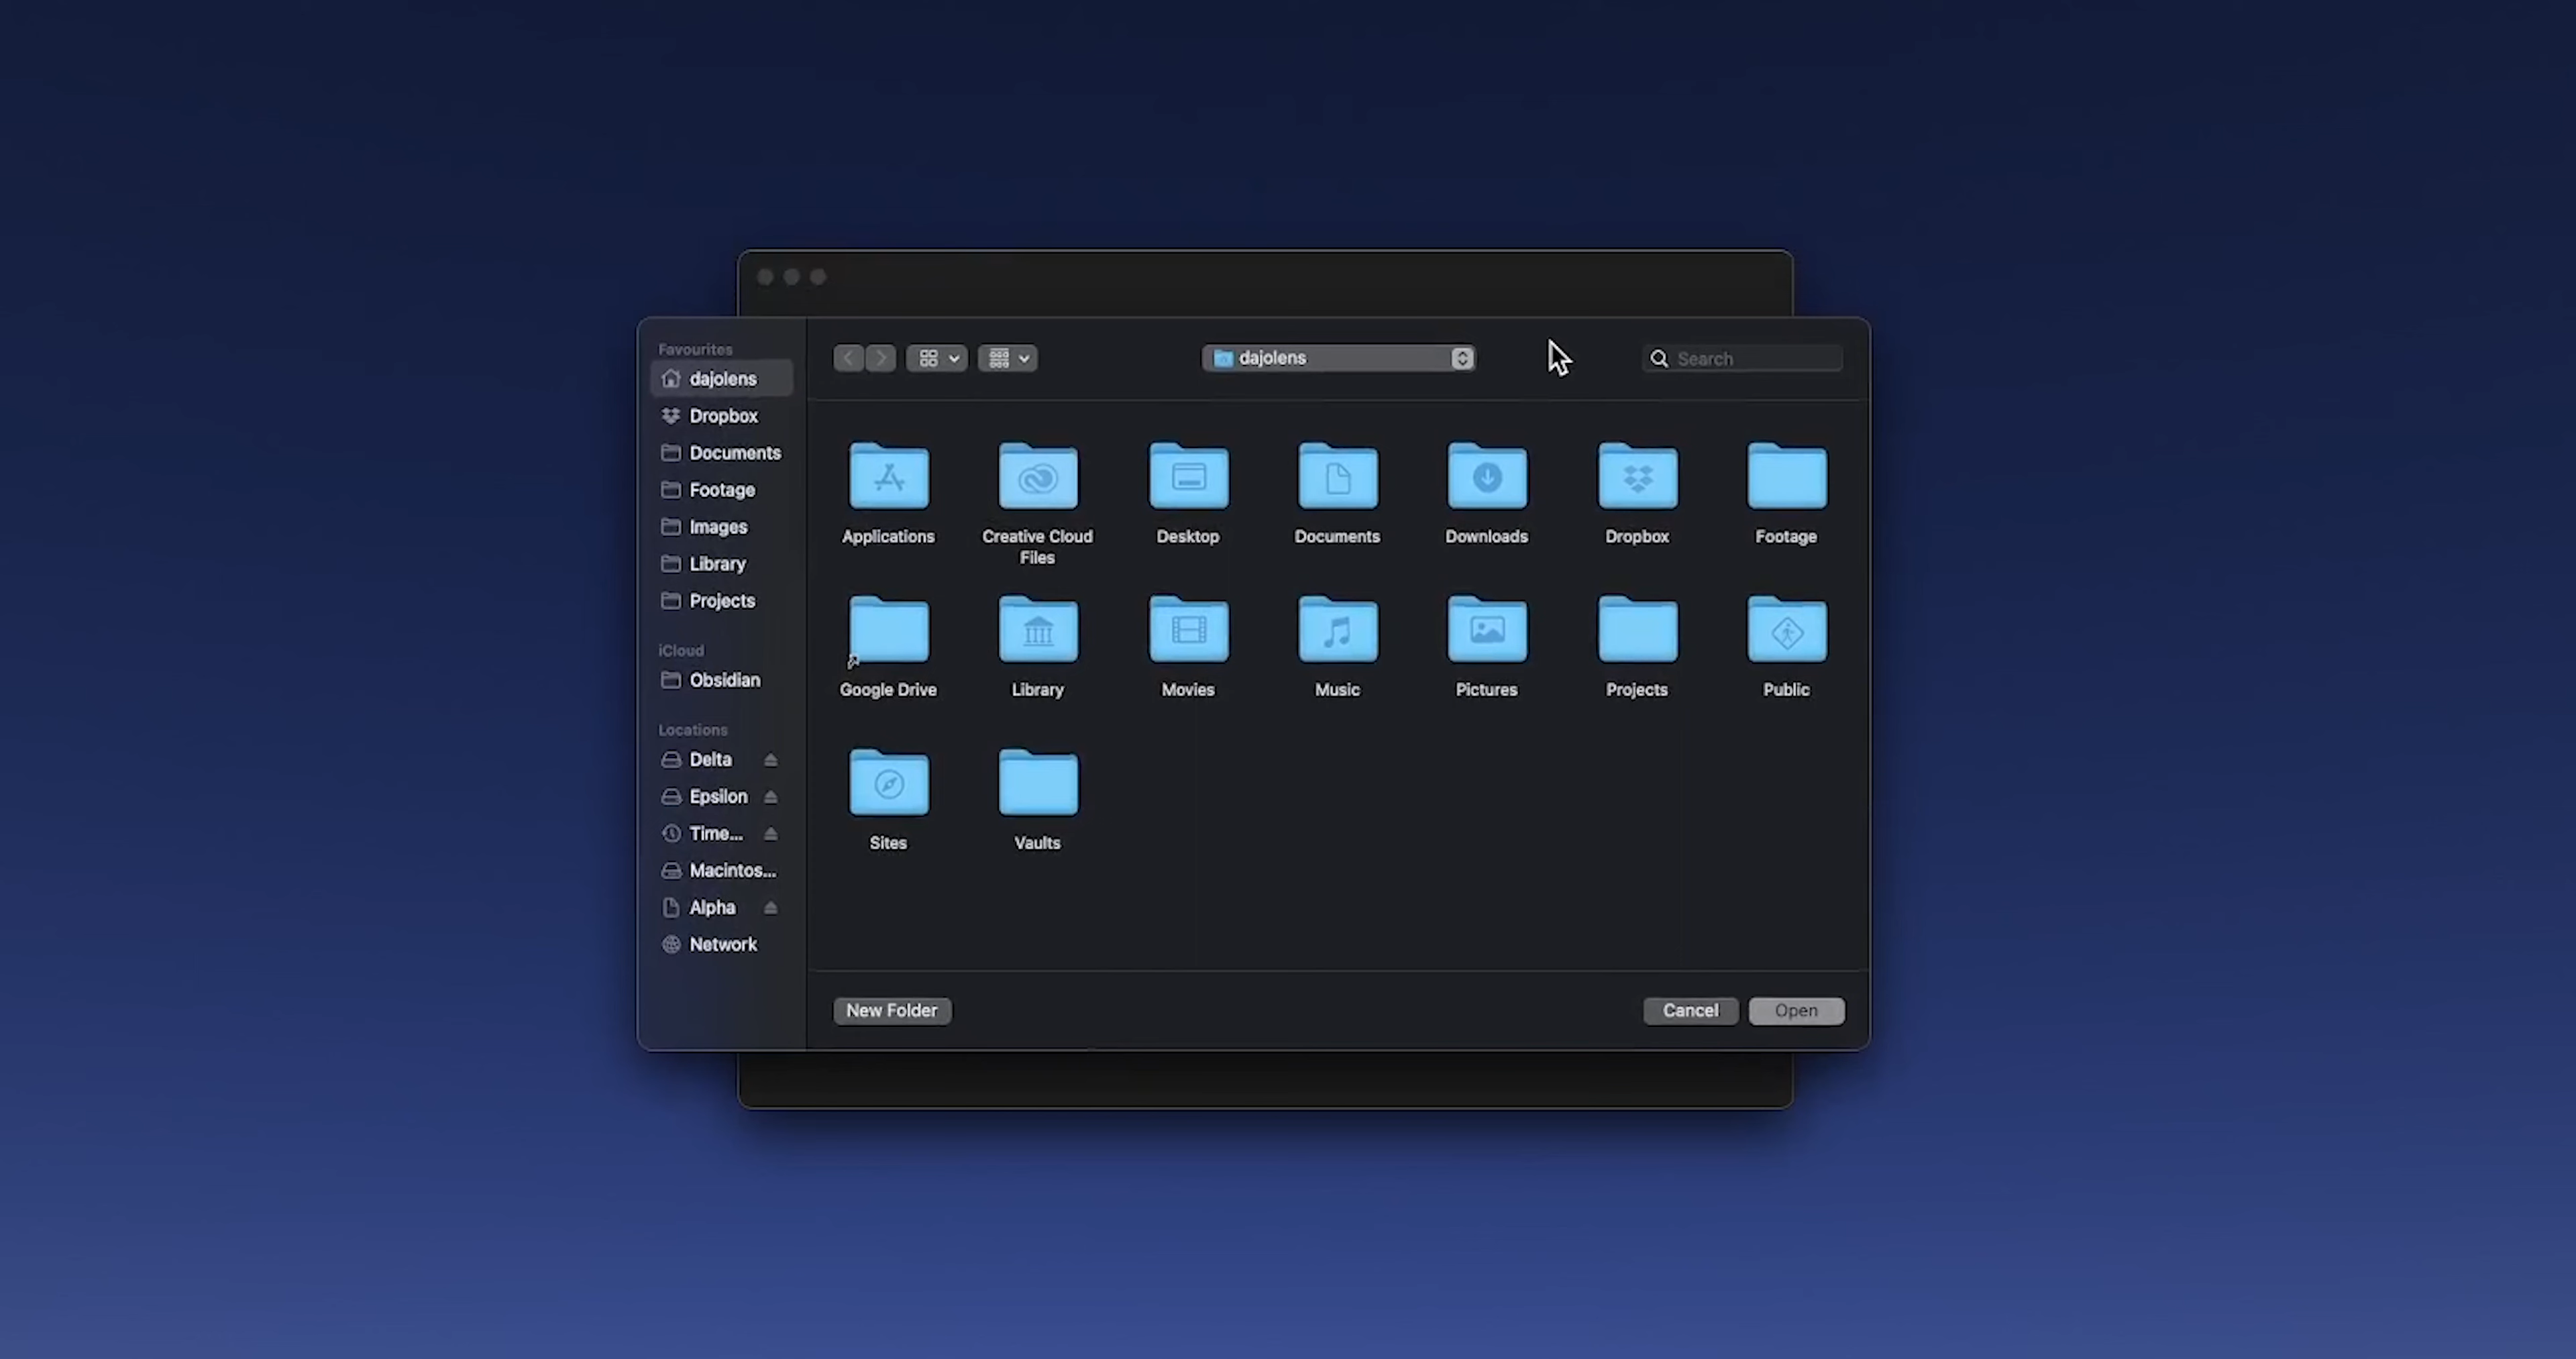 Favourites
dajolens
Dropbox
Documents
Footage
Images
Library
Projects
iCloud
Obsidian
Locations
Delta
Epsilon
Time...
Macintos...
Alpha
Network
dajolens
Search
Applications
Creative Cloud
Files
Desktop
Documents
Downloads
Dropbox
Footage
Google Drive
Library
Movies
Music
Pictures
Projects
Public
Sites
Vaults
New Folder
Cancel
Open